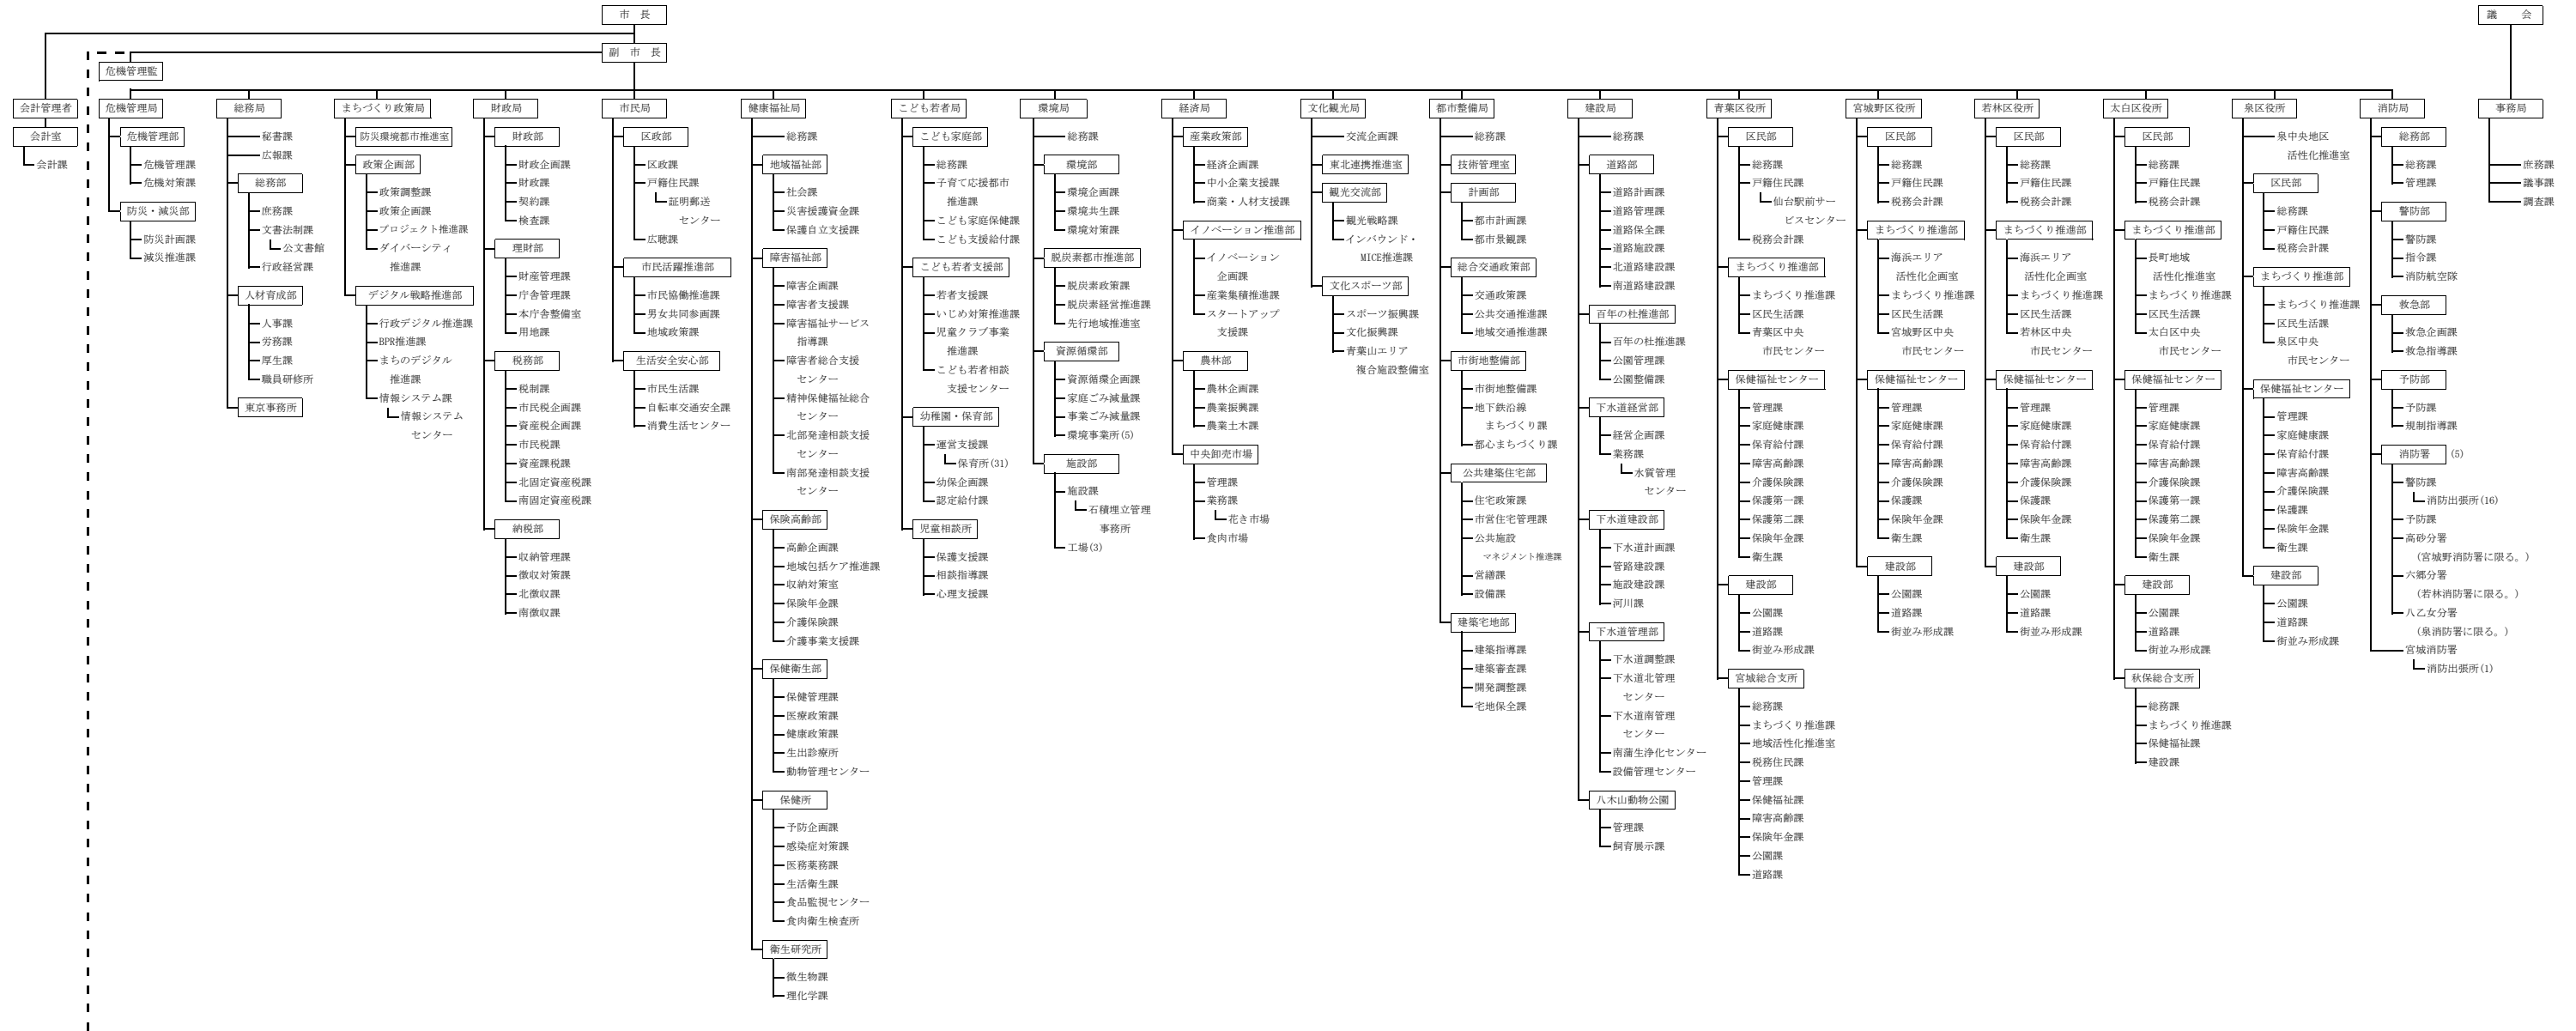 市　長
議　会
副　市　長
危機管理監
会計管理者
会計室
会計課
危機管理局
危機管理部
危機管理課
危機対策課
防災・減災部
防災計画課
減災推進課
総務局
秘書課
広報課
総務部
庶務課
文書法制課
公文書館
行政経営課
人材育成部
人事課
労務課
厚生課
職員研修所
東京事務所
まちづくり政策局
防災環境都市推進室
政策企画部
政策調整課
政策企画課
プロジェクト推進課
ダイバーシティ
推進課
デジタル戦略推進部
行政デジタル推進課
BPR推進課
まちのデジタル
推進課
情報システム課
情報システム
センター
財政局
財政部
財政企画課
財政課
契約課
検査課
理財部
財産管理課
庁舎管理課
本庁舎整備室
用地課
税務部
税制課
市民税企画課
資産税企画課
市民税課
資産課税課
北固定資産税課
南固定資産税課
納税部
収納管理課
徴収対策課
北徴収課
南徴収課
市民局
区政部
区政課
戸籍住民課
証明郵送
センター
広聴課
市民活躍推進部
市民協働推進課
男女共同参画課
地域政策課
生活安全安心部
市民生活課
自転車交通安全課
消費生活センター
健康福祉局
総務課
地域福祉部
社会課
災害援護資金課
保護自立支援課
障害福祉部
障害企画課
障害者支援課
障害福祉サービス
指導課
障害者総合支援
センター
精神保健福祉総合
センター
北部発達相談支援
センター
南部発達相談支援
センター
保険高齢部
高齢企画課
地域包括ケア推進課
収納対策室
保険年金課
介護保険課
介護事業支援課
保健衛生部
保健管理課
医療政策課
健康政策課
生出診療所
動物管理センター
保健所
予防企画課
感染症対策課
医務薬務課
生活衛生課
食品監視センター
食肉衛生検査所
衛生研究所
微生物課
理化学課
こども若者局
こども家庭部
総務課
子育て応援都市
推進課
こども家庭保健課
こども支援給付課
こども若者支援部
若者支援課
いじめ対策推進課
児童クラブ事業
推進課
こども若者相談
支援センター
幼稚園・保育部
運営支援課
保育所(31)
幼保企画課
認定給付課
児童相談所
保護支援課
相談指導課
心理支援課
環境局
総務課
環境部
環境企画課
環境共生課
環境対策課
脱炭素都市推進部
脱炭素政策課
脱炭素経営推進課
先行地域推進室
資源循環部
資源循環企画課
家庭ごみ減量課
事業ごみ減量課
環境事業所(5)
施設部
施設課
石積埋立管理
事務所
工場(3)
経済局
産業政策部
経済企画課
中小企業支援課
商業・人材支援課
イノベーション推進部
イノベーション
企画課
産業集積推進課
スタートアップ
支援課
農林部
農林企画課
農業振興課
農業土木課
中央卸売市場
管理課
業務課
花き市場
食肉市場
文化観光局
交流企画課
東北連携推進室
観光交流部
観光戦略課
インバウンド・
MICE推進課
文化スポーツ部
スポーツ振興課
文化振興課
青葉山エリア
複合施設整備室
都市整備局
総務課
技術管理室
計画部
都市計画課
都市景観課
総合交通政策部
交通政策課
公共交通推進課
地域交通推進課
市街地整備部
市街地整備課
地下鉄沿線
まちづくり課
都心まちづくり課
公共建築住宅部
住宅政策課
市営住宅管理課
公共施設
マネジメント推進課
営繕課
設備課
建築宅地部
建築指導課
建築審査課
開発調整課
宅地保全課
建設局
総務課
道路部
道路計画課
道路管理課
道路保全課
道路施設課
北道路建設課
南道路建設課
百年の杜推進部
百年の杜推進課
公園管理課
公園整備課
下水道経営部
経営企画課
業務課
水質管理
センター
下水道建設部
下水道計画課
管路建設課
施設建設課
河川課
下水道管理部
下水道調整課
下水道北管理
センター
下水道南管理
センター
南蒲生浄化センター
設備管理センター
八木山動物公園
管理課
飼育展示課
青葉区役所
区民部
総務課
戸籍住民課
仙台駅前サー
ビスセンター
税務会計課
まちづくり推進部
まちづくり推進課
区民生活課
青葉区中央
市民センター
保健福祉センター
管理課
家庭健康課
保育給付課
障害高齢課
介護保険課
保護第一課
保護第二課
保険年金課
衛生課
建設部
公園課
道路課
街並み形成課
宮城総合支所
総務課
まちづくり推進課
地域活性化推進室
税務住民課
管理課
保健福祉課
障害高齢課
保険年金課
公園課
道路課
宮城野区役所
区民部
総務課
戸籍住民課
税務会計課
まちづくり推進部
海浜エリア
活性化企画室
まちづくり推進課
区民生活課
宮城野区中央
市民センター
保健福祉センター
管理課
家庭健康課
保育給付課
障害高齢課
介護保険課
保護課
保険年金課
衛生課
建設部
公園課
道路課
街並み形成課
若林区役所
区民部
総務課
戸籍住民課
税務会計課
まちづくり推進部
海浜エリア
活性化企画室
まちづくり推進課
区民生活課
若林区中央
市民センター
保健福祉センター
管理課
家庭健康課
保育給付課
障害高齢課
介護保険課
保護課
保険年金課
衛生課
建設部
公園課
道路課
街並み形成課
太白区役所
区民部
総務課
戸籍住民課
税務会計課
まちづくり推進部
長町地域
活性化推進室
まちづくり推進課
区民生活課
太白区中央
市民センター
保健福祉センター
管理課
家庭健康課
保育給付課
障害高齢課
介護保険課
保護第一課
保護第二課
保険年金課
衛生課
建設部
公園課
道路課
街並み形成課
秋保総合支所
総務課
まちづくり推進課
保健福祉課
建設課
泉区役所
泉中央地区
活性化推進室
区民部
総務課
戸籍住民課
税務会計課
まちづくり推進部
まちづくり推進課
区民生活課
泉区中央
市民センター
保健福祉センター
管理課
家庭健康課
保育給付課
障害高齢課
介護保険課
保護課
保険年金課
衛生課
建設部
公園課
道路課
街並み形成課
消防局
総務部
総務課
管理課
警防部
警防課
指令課
消防航空隊
救急部
救急企画課
救急指導課
予防部
予防課
規制指導課
消防署 (5)
警防課
消防出張所(16)
予防課
高砂分署
(宮城野消防署に限る。)
六郷分署
(若林消防署に限る。)
八乙女分署
(泉消防署に限る。)
宮城消防署
消防出張所(1)
事務局
庶務課
議事課
調査課